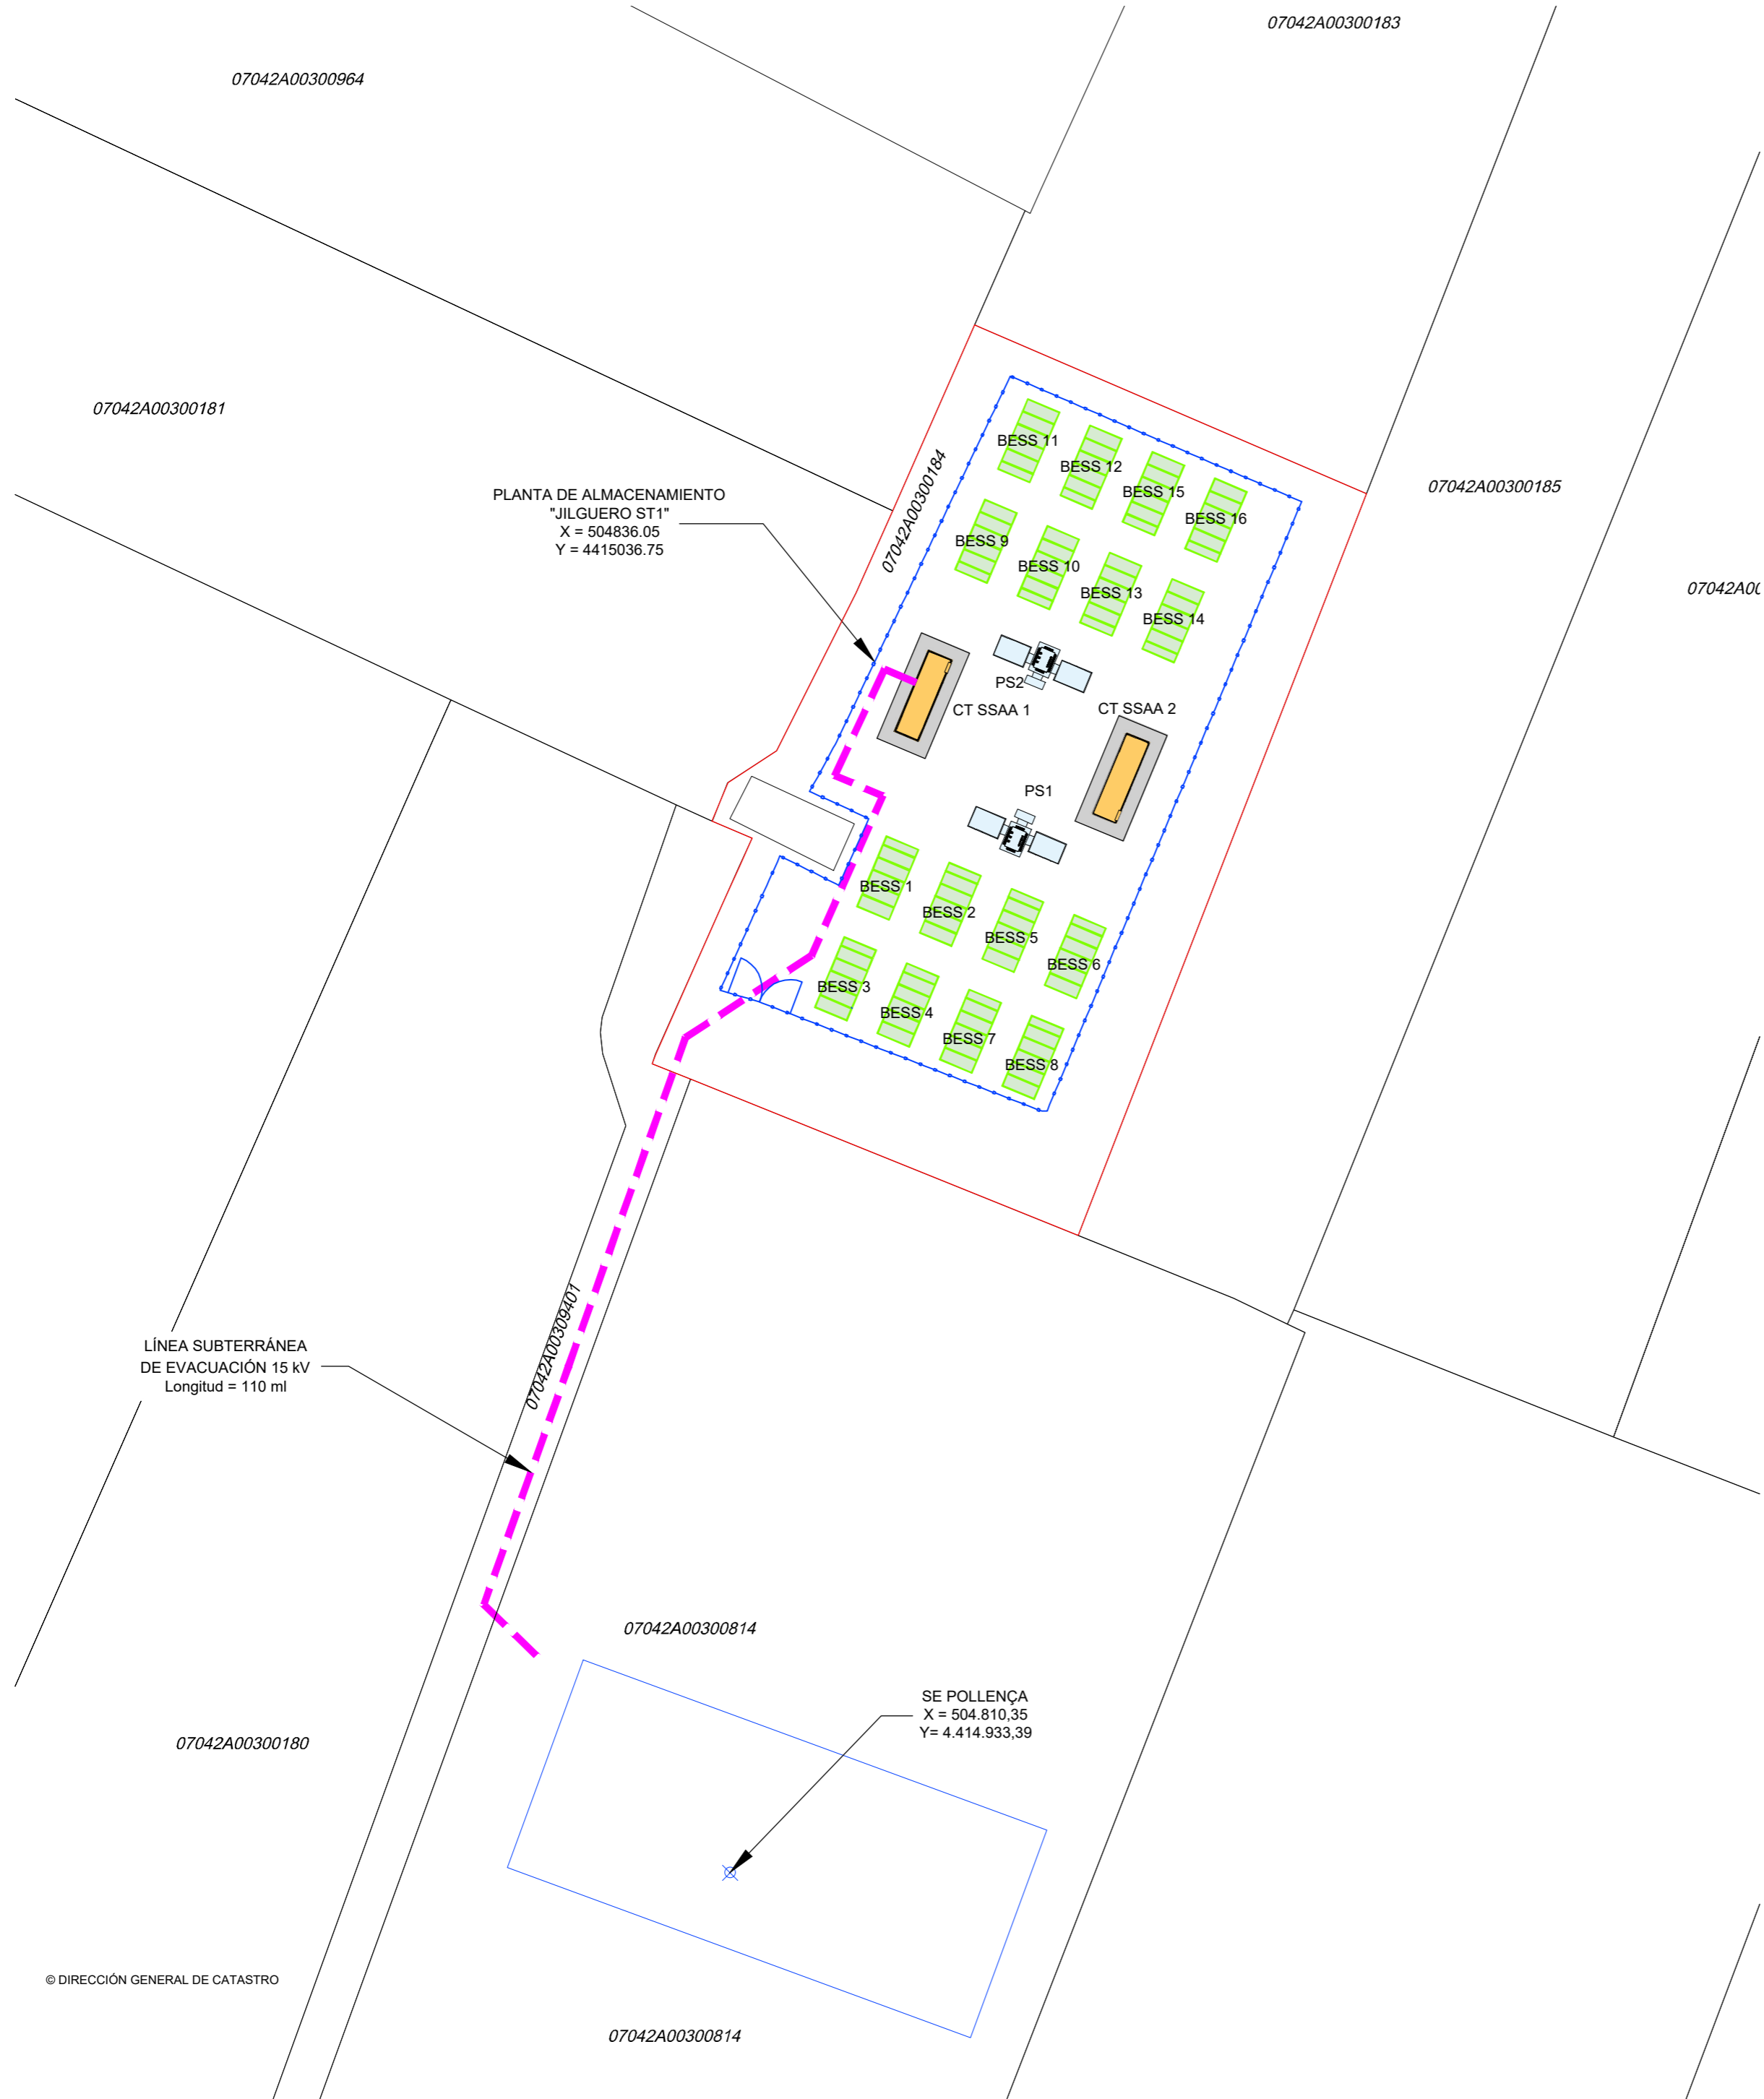 07042A00300183
07042A00300964
07042A00300181
07042A00300184
PLANTA DE ALMACENAMIENTO
"JILGUERO ST1"
X = 504836.05
Y = 4415036.75
07042A00300185
07042A0
BESS 11
BESS 12
BESS 15
BESS 16
BESS 9
BESS 10
BESS 13
BESS 14
PS2
CT SSAA 1
CT SSAA 2
PS1
BESS 1
BESS 2
BESS 5
BESS 6
BESS 3
BESS 4
BESS 7
BESS 8
LÍNEA SUBTERRÁNEA
DE EVACUACIÓN 15 kV
Longitud = 110 ml
07042A00309401
07042A00300814
SE POLLENÇA
X = 504.810,35
Y= 4.414.933,39
07042A00300180
© DIRECCIÓN GENERAL DE CATASTRO
07042A00300814